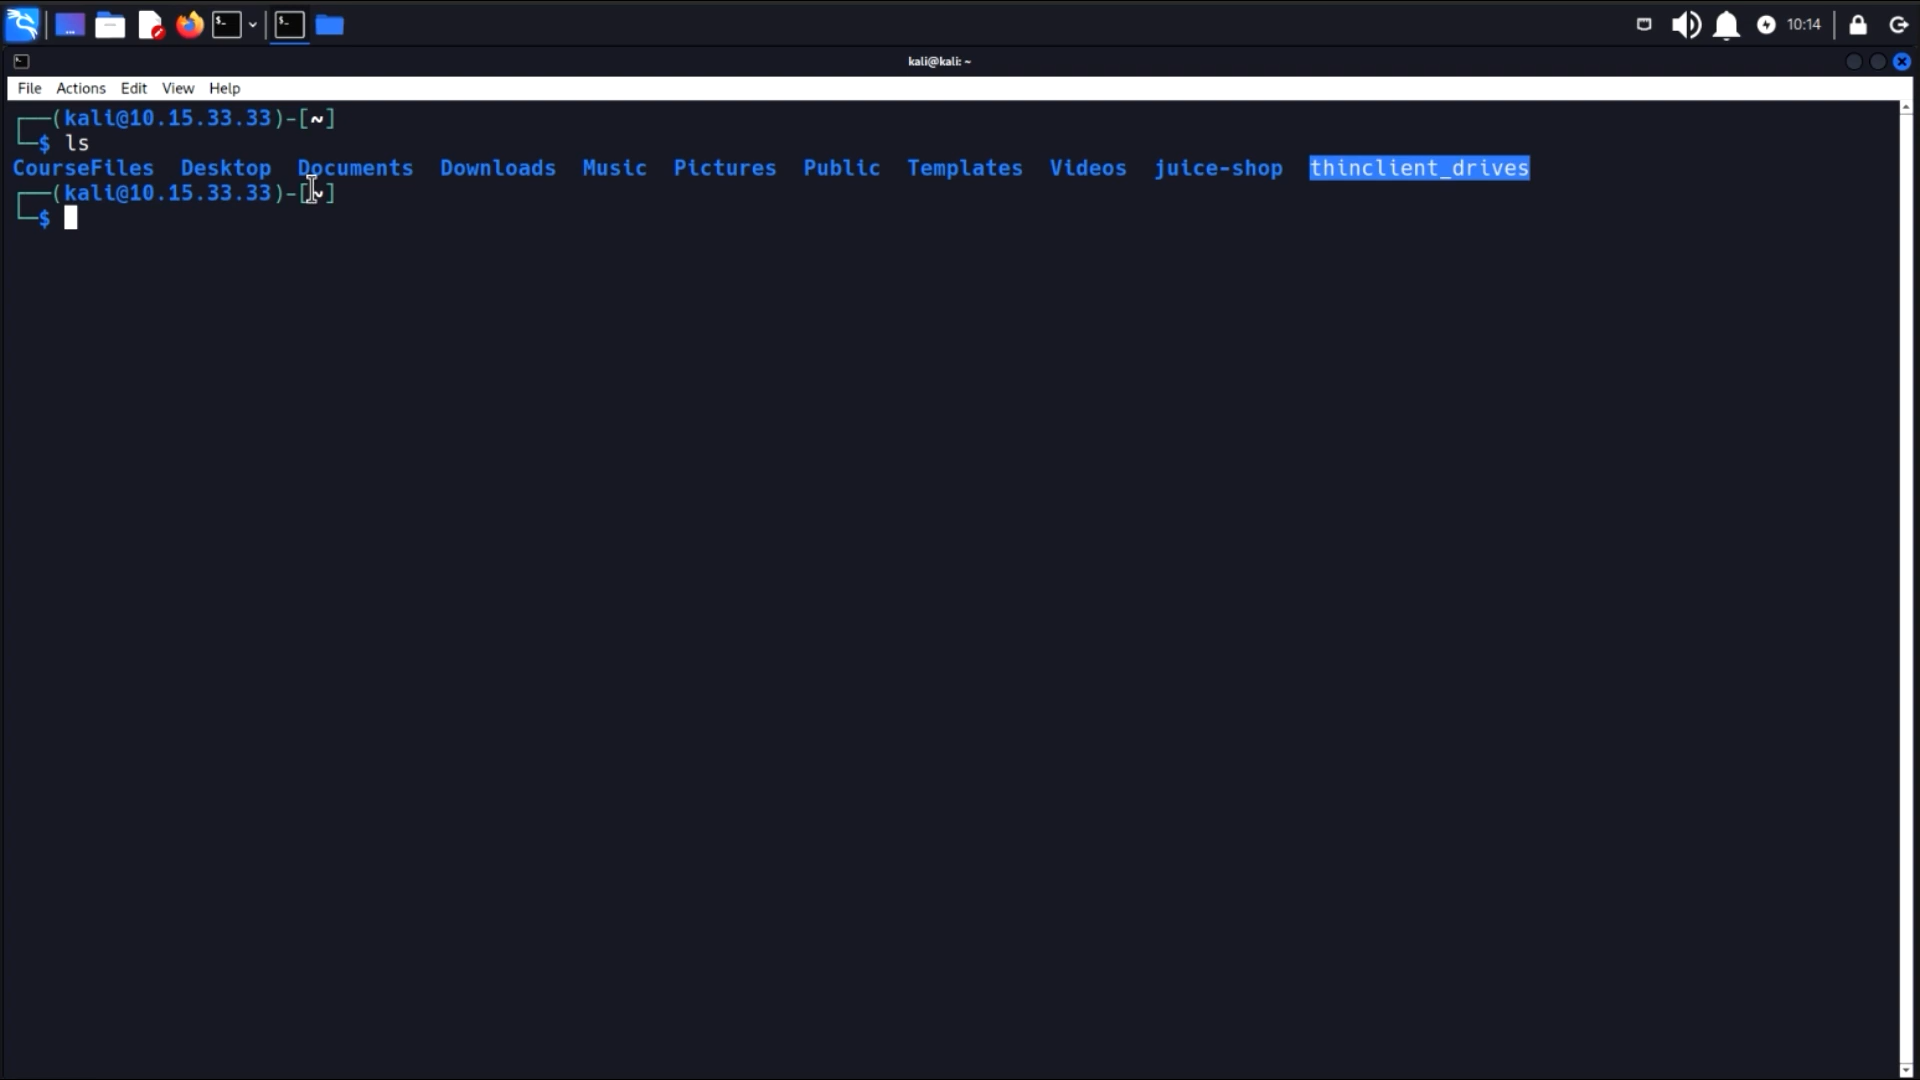 10:14
kali@kali: ~
File Actions Edit View Help
┌──(kali@10.15.33.33)-[~]
└─$ ls
CourseFiles Desktop Documents Downloads Music Pictures Public Templates Videos juice-shop thinclient_drives
┌──(kali@10.15.33.33)-[~]
└─$